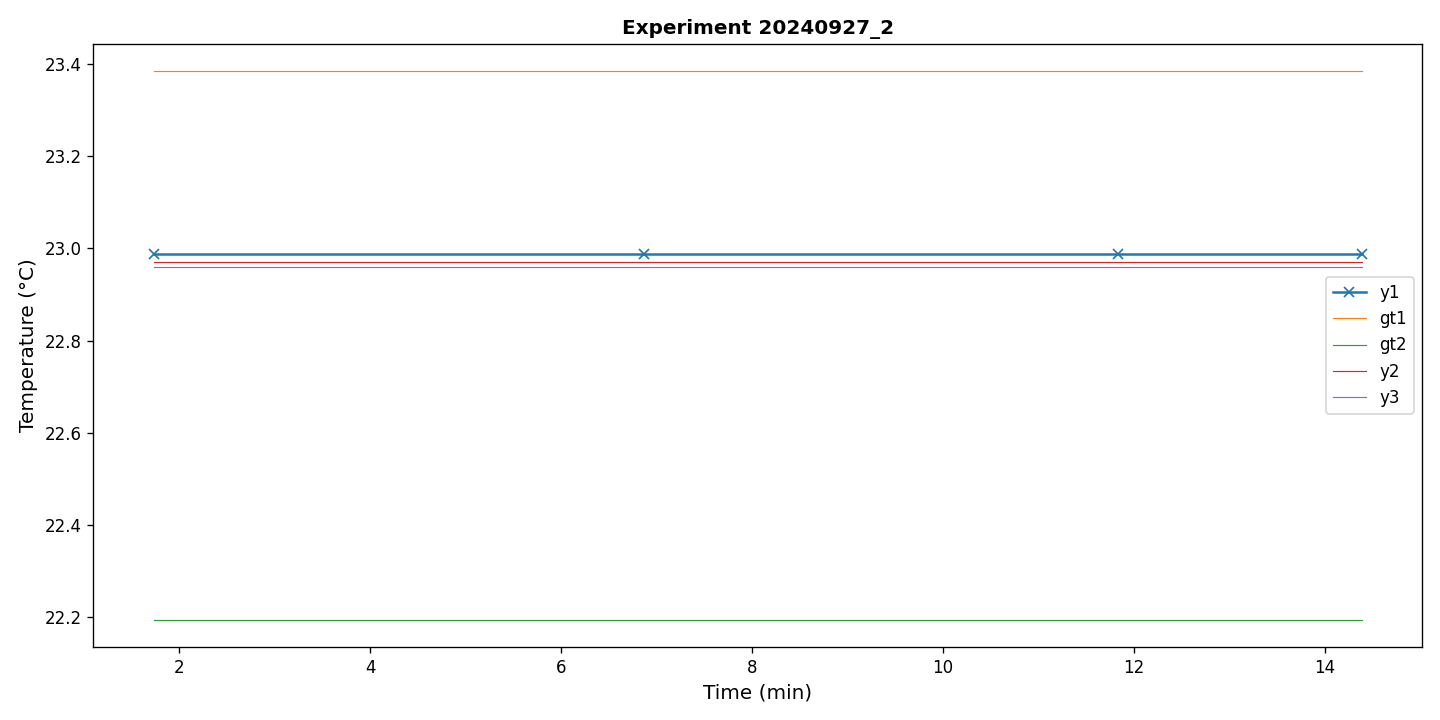 Experiment 20240927_2
Temperature (°C)
23.4
23.2
23.0
22.8
22.6
22.4
22.2
y1
gt1
gt2
y2
y3
2 4 6 8 10 12 14
Time (min)